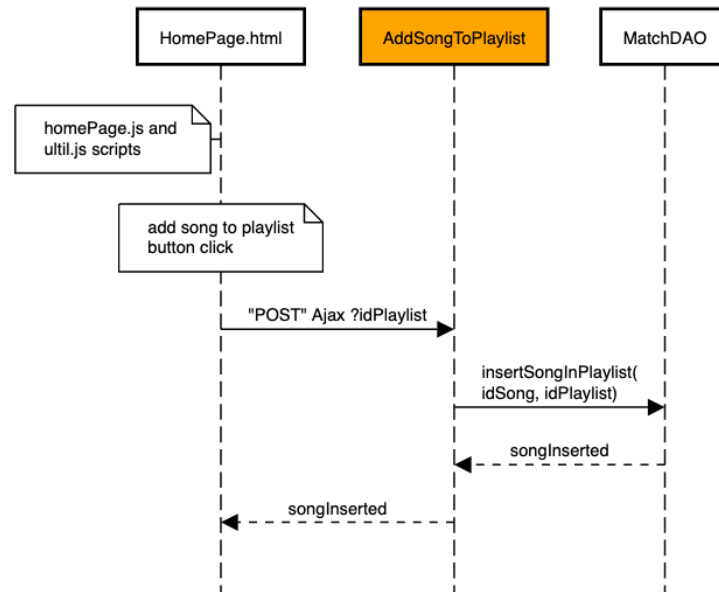 HomePage.html
AddSongToPlaylist
MatchDAO
homePage.js and
ultil.js scripts
add song to playlist
button click
"POST" Ajax ?idPlaylist
insertSongInPlaylist(
idSong, idPlaylist)
songInserted
songInserted